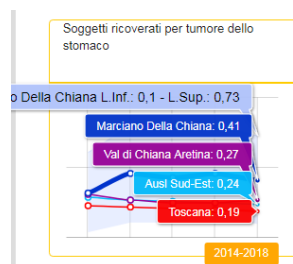 Soggetti ricoverati per tumore dello
stomaco
o Della Chiana L.Inf.: 0,1 - L.Sup.: 0,73
Marciano Della Chiana: 0,41
Val di Chiana Aretina: 0,27
Ausl Sud-Est: 0,24
Toscana: 0,19
2014-2018